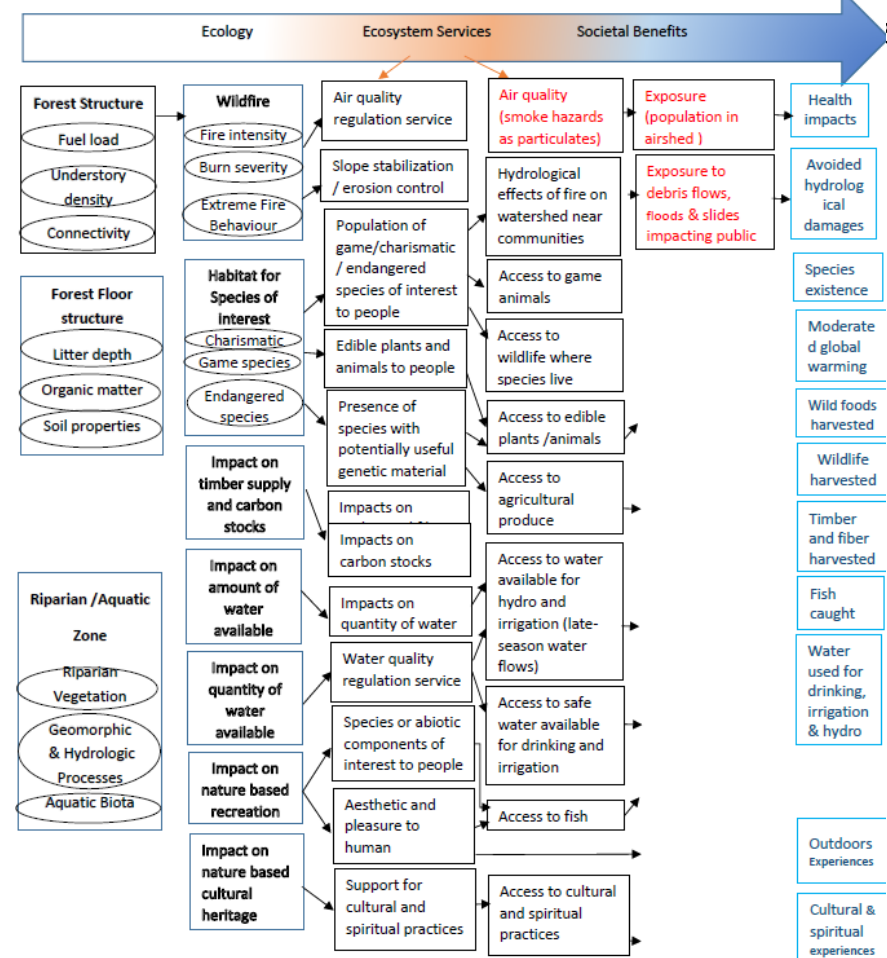 Ecology
Ecosystem Services
Societal Benefits
Forest Structure
Fuel load
Understory
density
Connectivity
Forest Floor
structure
Litter depth
Organic matter
Soil properties
Riparian /Aquatic
Zone
Riparian
Vegetation
Geomorphic
& Hydrologic
Processes
Aquatic Biota
Wildfire
Fire intensity
Burn severity
Extreme Fire
Behaviour
Habitat for
Species of
interest
Charismatic
Game species
Endangered
species
Impact on
timber supply
and carbon
stocks
Impact on
amount of
water
available
Impact on
quantity of
water
available
Impact on
nature based
recreation
Impact on
nature based
cultural
heritage
Air quality
regulation service
Slope stabilization
/ erosion control
Population of
game/charismatic
/ endangered
species of interest
to people
Edible plants and
animals to people
Presence of
species with
potentially useful
genetic material
Impacts on
Impacts on
carbon stocks
Impacts on
quantity of water
Water quality
regulation service
Species or abiotic
components of
interest to people
Aesthetic and
pleasure to
human
Support for
cultural and
spiritual practices
Air quality
(smoke hazards
as particulates)
Hydrological
effects of fire on
watershed near
communities
Access to game
animals
Access to
wildlife where
species live
Access to edible
plants /animals
Access to
agricultural
produce
Access to water
available for
hydro and
irrigation (late-
season water
flows)
Access to safe
water available
for drinking and
irrigation
Access to fish
Access to cultural
and spiritual
practices
Exposure
(population in
airshed )
Exposure to
debris flows,
floods & slides
impacting public
Health
impacts
Avoided
hydrolog
ical
damages
Species
existence
Moderate
d global
warming
Wild foods
harvested
Wildlife
harvested
Timber
and fiber
harvested
Fish
caught
Water
used for
drinking,
irrigation
& hydro
Outdoors
Experiences
Cultural &
spiritual
experiences